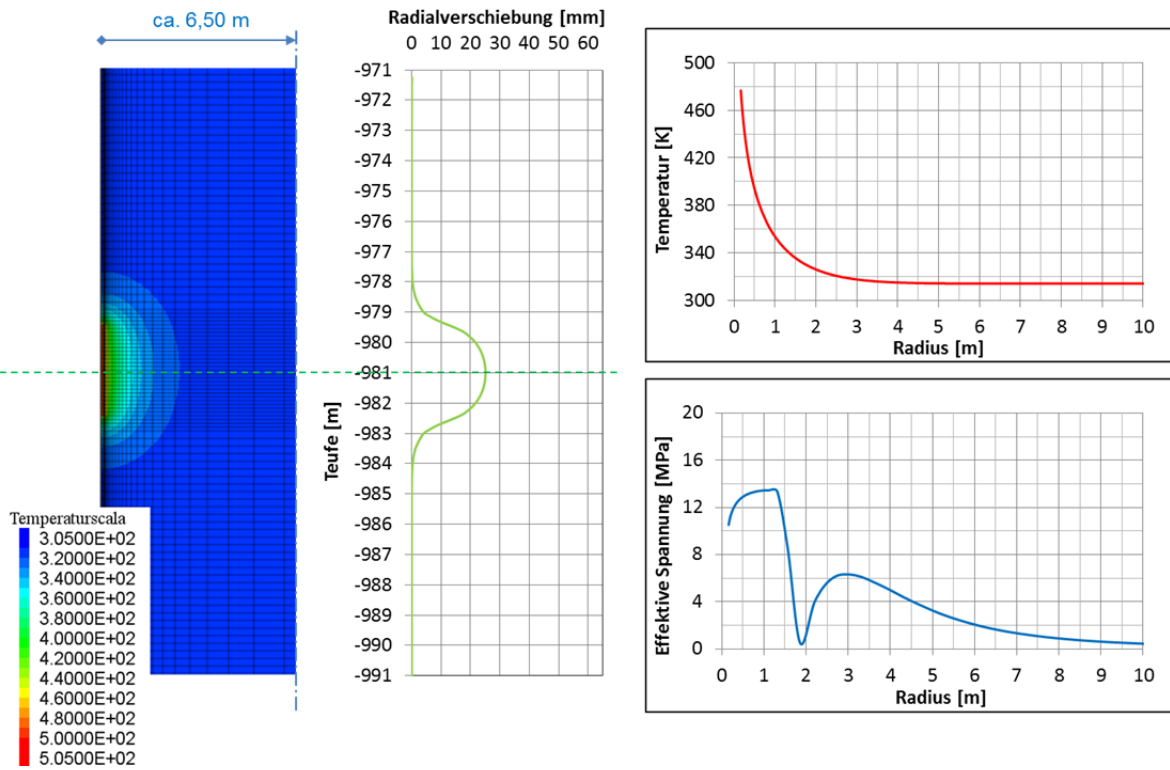 ca. 6,50 m
Temperaturscala
3.0500E+02
3.2000E+02
3.4000E+02
3.6000E+02
3.8000E+02
4.0000E+02
4.2000E+02
4.4000E+02
4.6000E+02
4.8000E+02
5.0000E+02
5.0500E+02
Radialverschiebung [mm]
0 10 20 30 40 50 60
Teufe [m]
-971
-972
-973
-974
-975
-976
-977
-978
-979
-980
-981
-982
-983
-984
-985
-986
-987
-988
-989
-990
-991
Temperatur [K]
500
460
420
380
340
300
0 1 2 3 4 5 6 7 8 9 10
Radius [m]
Effektive Spannung [MPa]
20
16
12
8
4
0
0 1 2 3 4 5 6 7 8 9 10
Radius [m]